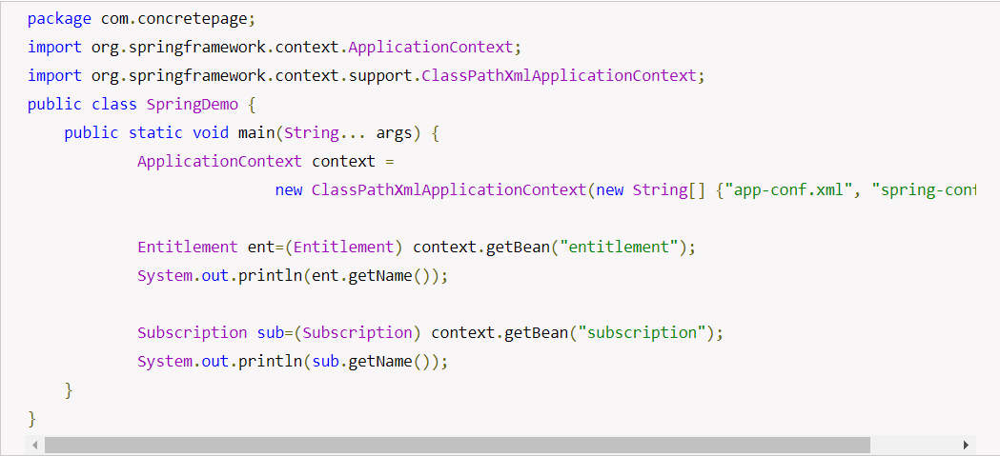 package com.concretepage;
import org.springframework.context.ApplicationContext;
import org.springframework.context.support.ClassPathXmlApplicationContext;
public class SpringDemo {
public static void main(String... args) {
ApplicationContext context =
new ClassPathXmlApplicationContext(new String[] {"app-conf.xml", "spring-conf
Entitlement ent=(Entitlement) context.getBean("entitlement");
System.out.println(ent.getName());
Subscription sub=(Subscription) context.getBean("subscription");
System.out.println(sub.getName());
}
}